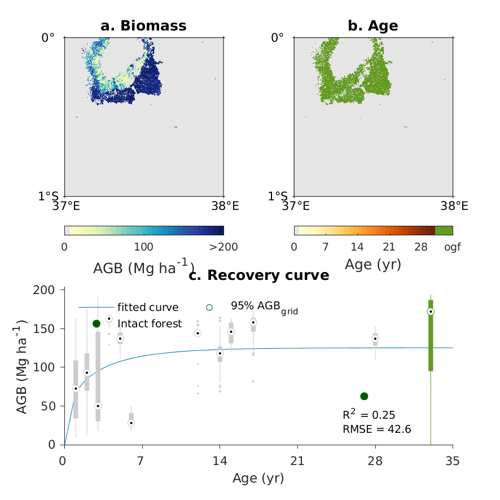 a. Biomass
b. Age
0°
0°
1°S
1°S
37°E
38°E
37°E
38°E
0
100
>200
0
7
14
21
28
ogf
AGB (Mg ha⁻¹)
Age (yr)
c. Recovery curve
200
150
100
50
0
AGB (Mg ha⁻¹)
fitted curve
95% AGB_grid
Intact forest
R² = 0.25
RMSE = 42.6
0
7
14
21
28
35
Age (yr)